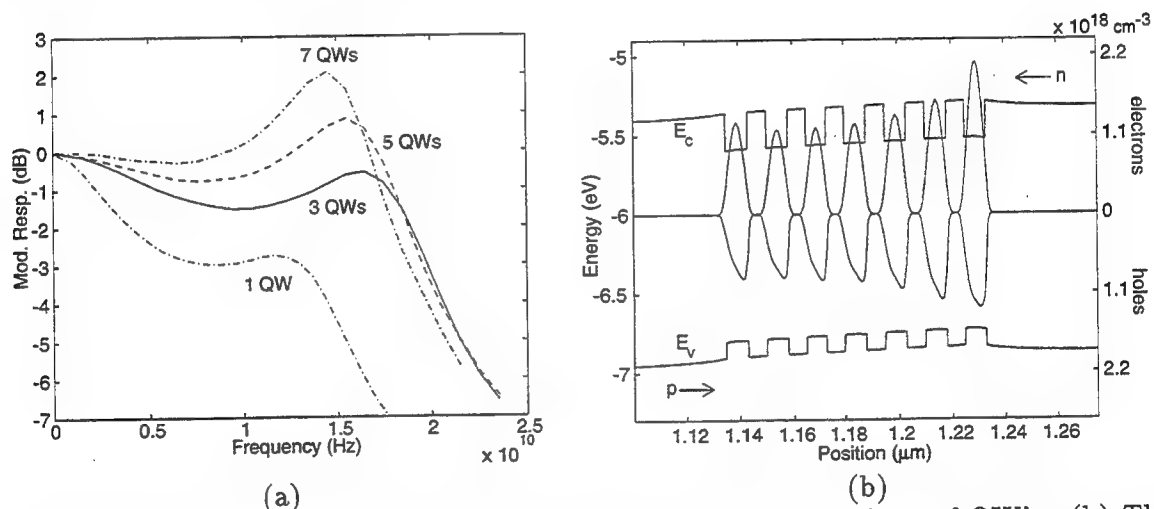 3
2
1
0
-1
-2
-3
-4
-5
-6
-7
Mod. Resp. (dB)
7 QWs
5 QWs
3 QWs
1 QW
0
0.5
1
1.5
2
2.5
Frequency (Hz)
x 10^10
(a)
x 10^18 cm^-3
-5
-5.5
-6
-6.5
-7
Energy (eV)
E_c
E_v
← n
p →
2.2
1.1
0
1.1
2.2
electrons
holes
1.12 1.14 1.16 1.18 1.2 1.22 1.24 1.26
Position (μm)
(b)
(b) Tl